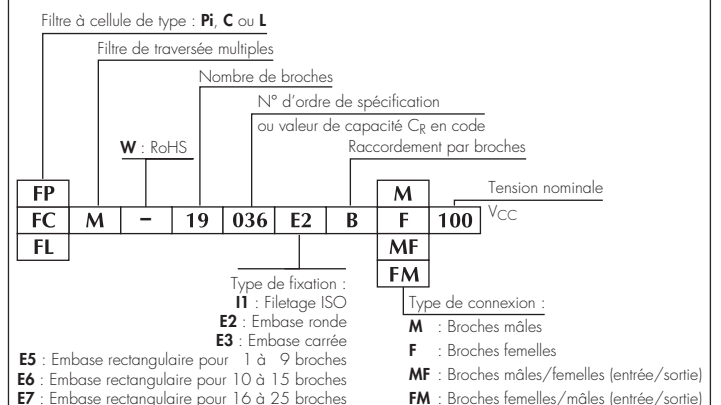 Filtre à cellule de type : Pi, C ou L
Filtre de traversée multiples
Nombre de broches
N° d'ordre de spécification
ou valeur de capacité CR en code
W : RoHS
Raccordement par broches
Tension nominale
VCC
FP
M
FC M – 19 036 E2 B F 100
FL
MF
FM
Type de fixation :
I1 : Filetage ISO
E2 : Embase ronde
E3 : Embase carrée
E5 : Embase rectangulaire pour 1 à 9 broches
E6 : Embase rectangulaire pour 10 à 15 broches
E7 : Embase rectangulaire pour 16 à 25 broches
Type de connexion :
M : Broches mâles
F : Broches femelles
MF : Broches mâles/femelles (entrée/sortie)
FM : Broches femelles/mâles (entrée/sortie)